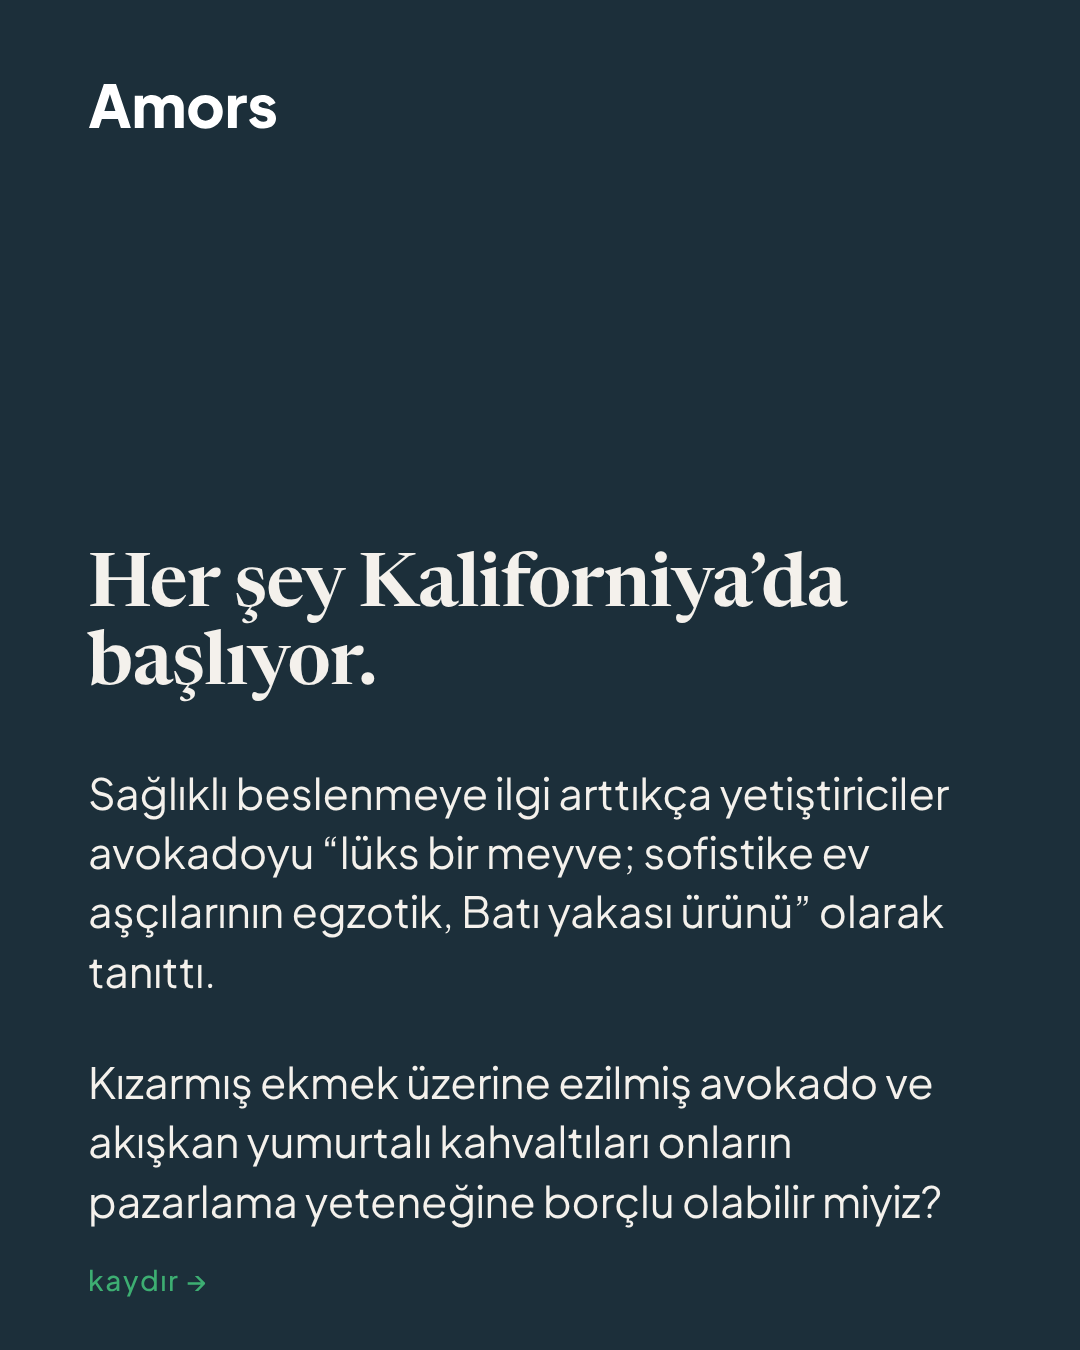 Amors
Her şey Kaliforniya’da
başlıyor.
Sağlıklı beslenmeye ilgi arttıkça yetiştiriciler
avokadoyu “lüks bir meyve; sofistike ev
aşçılarının egzotik, Batı yakası ürünü” olarak
tanıttı.
Kızarmış ekmek üzerine ezilmiş avokado ve
akışkan yumurtalı kahvaltıları onların
pazarlama yeteneğine borçlu olabilir miyiz?
kaydır →